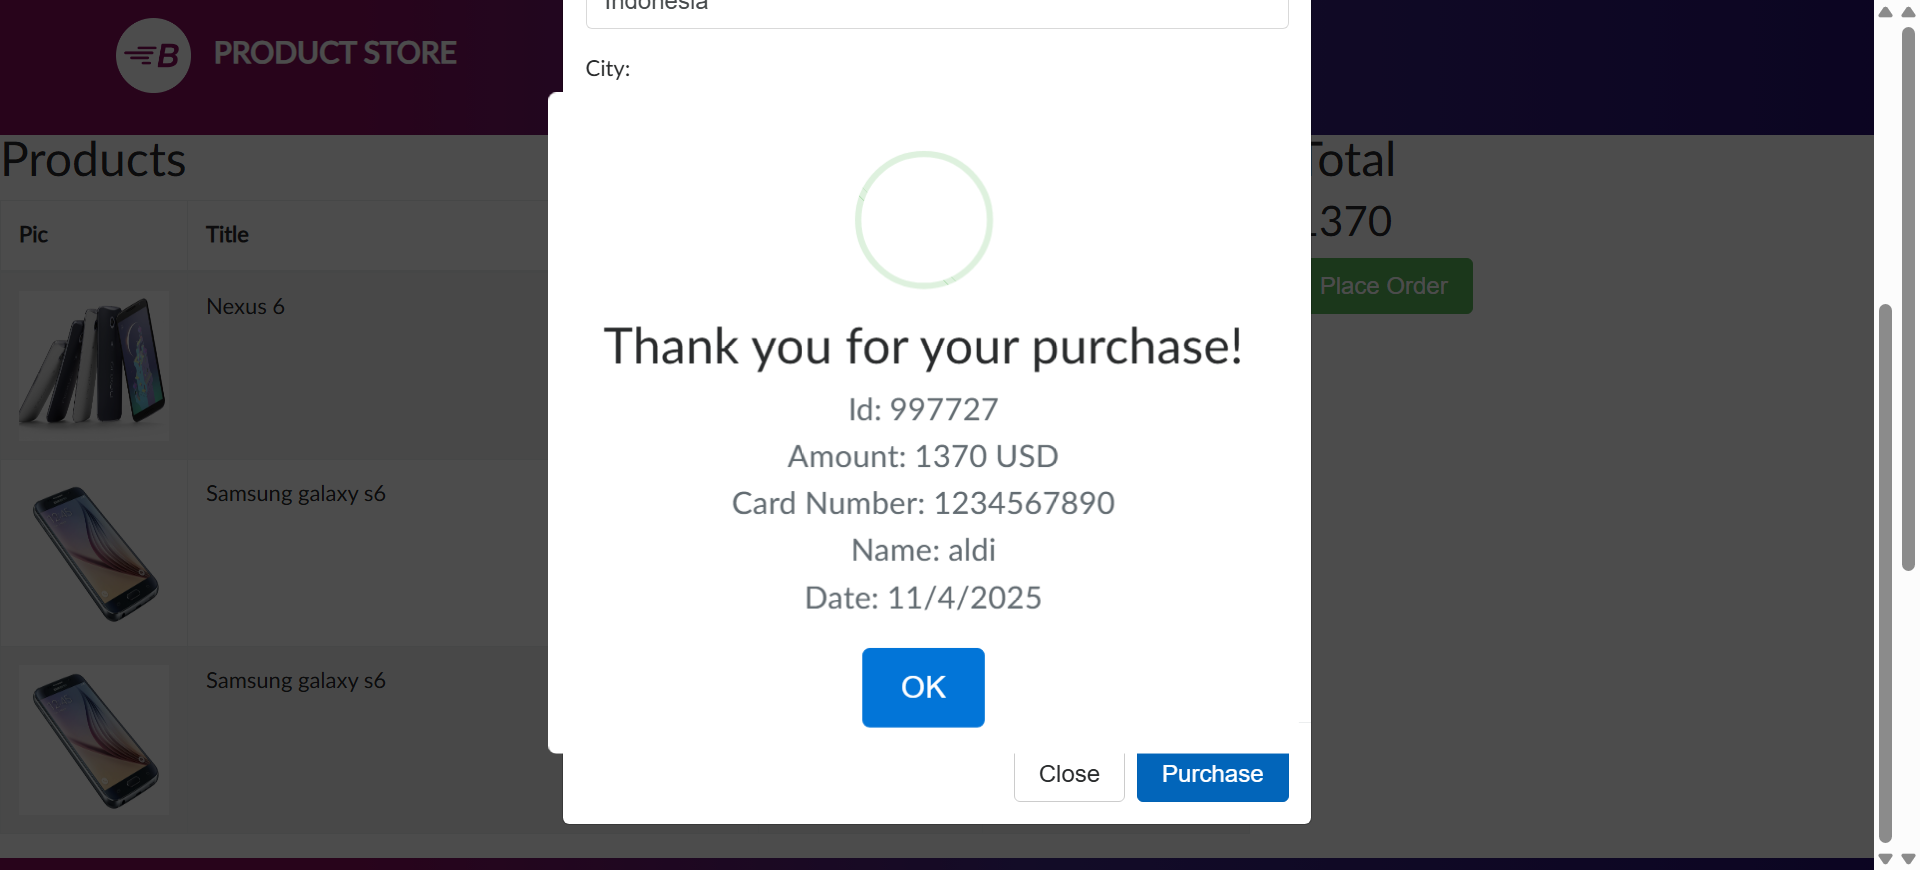 Indonesia
B PRODUCT STORE
City:
Products
Total
1370
Pic Title
Place Order
Nexus 6
Samsung galaxy s6
Samsung galaxy s6
Thank you for your purchase!
Id: 997727
Amount: 1370 USD
Card Number: 1234567890
Name: aldi
Date: 11/4/2025
OK
Close Purchase